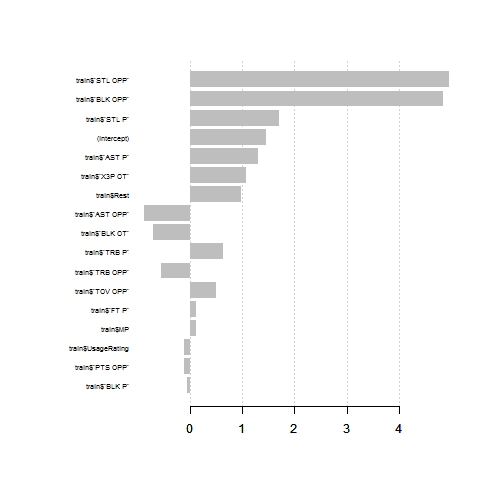 train$`STL OPP`
train$`BLK OPP`
train$`STL P`
(Intercept)
train$`AST P`
train$`X3P OT`
train$Rest
train$`AST OPP`
train$`BLK OT`
train$`TRB P`
train$`TRB OPP`
train$`TOV OPP`
train$`FT P`
train$MP
train$UsageRating
train$`PTS OPP`
train$`BLK P`
0 1 2 3 4